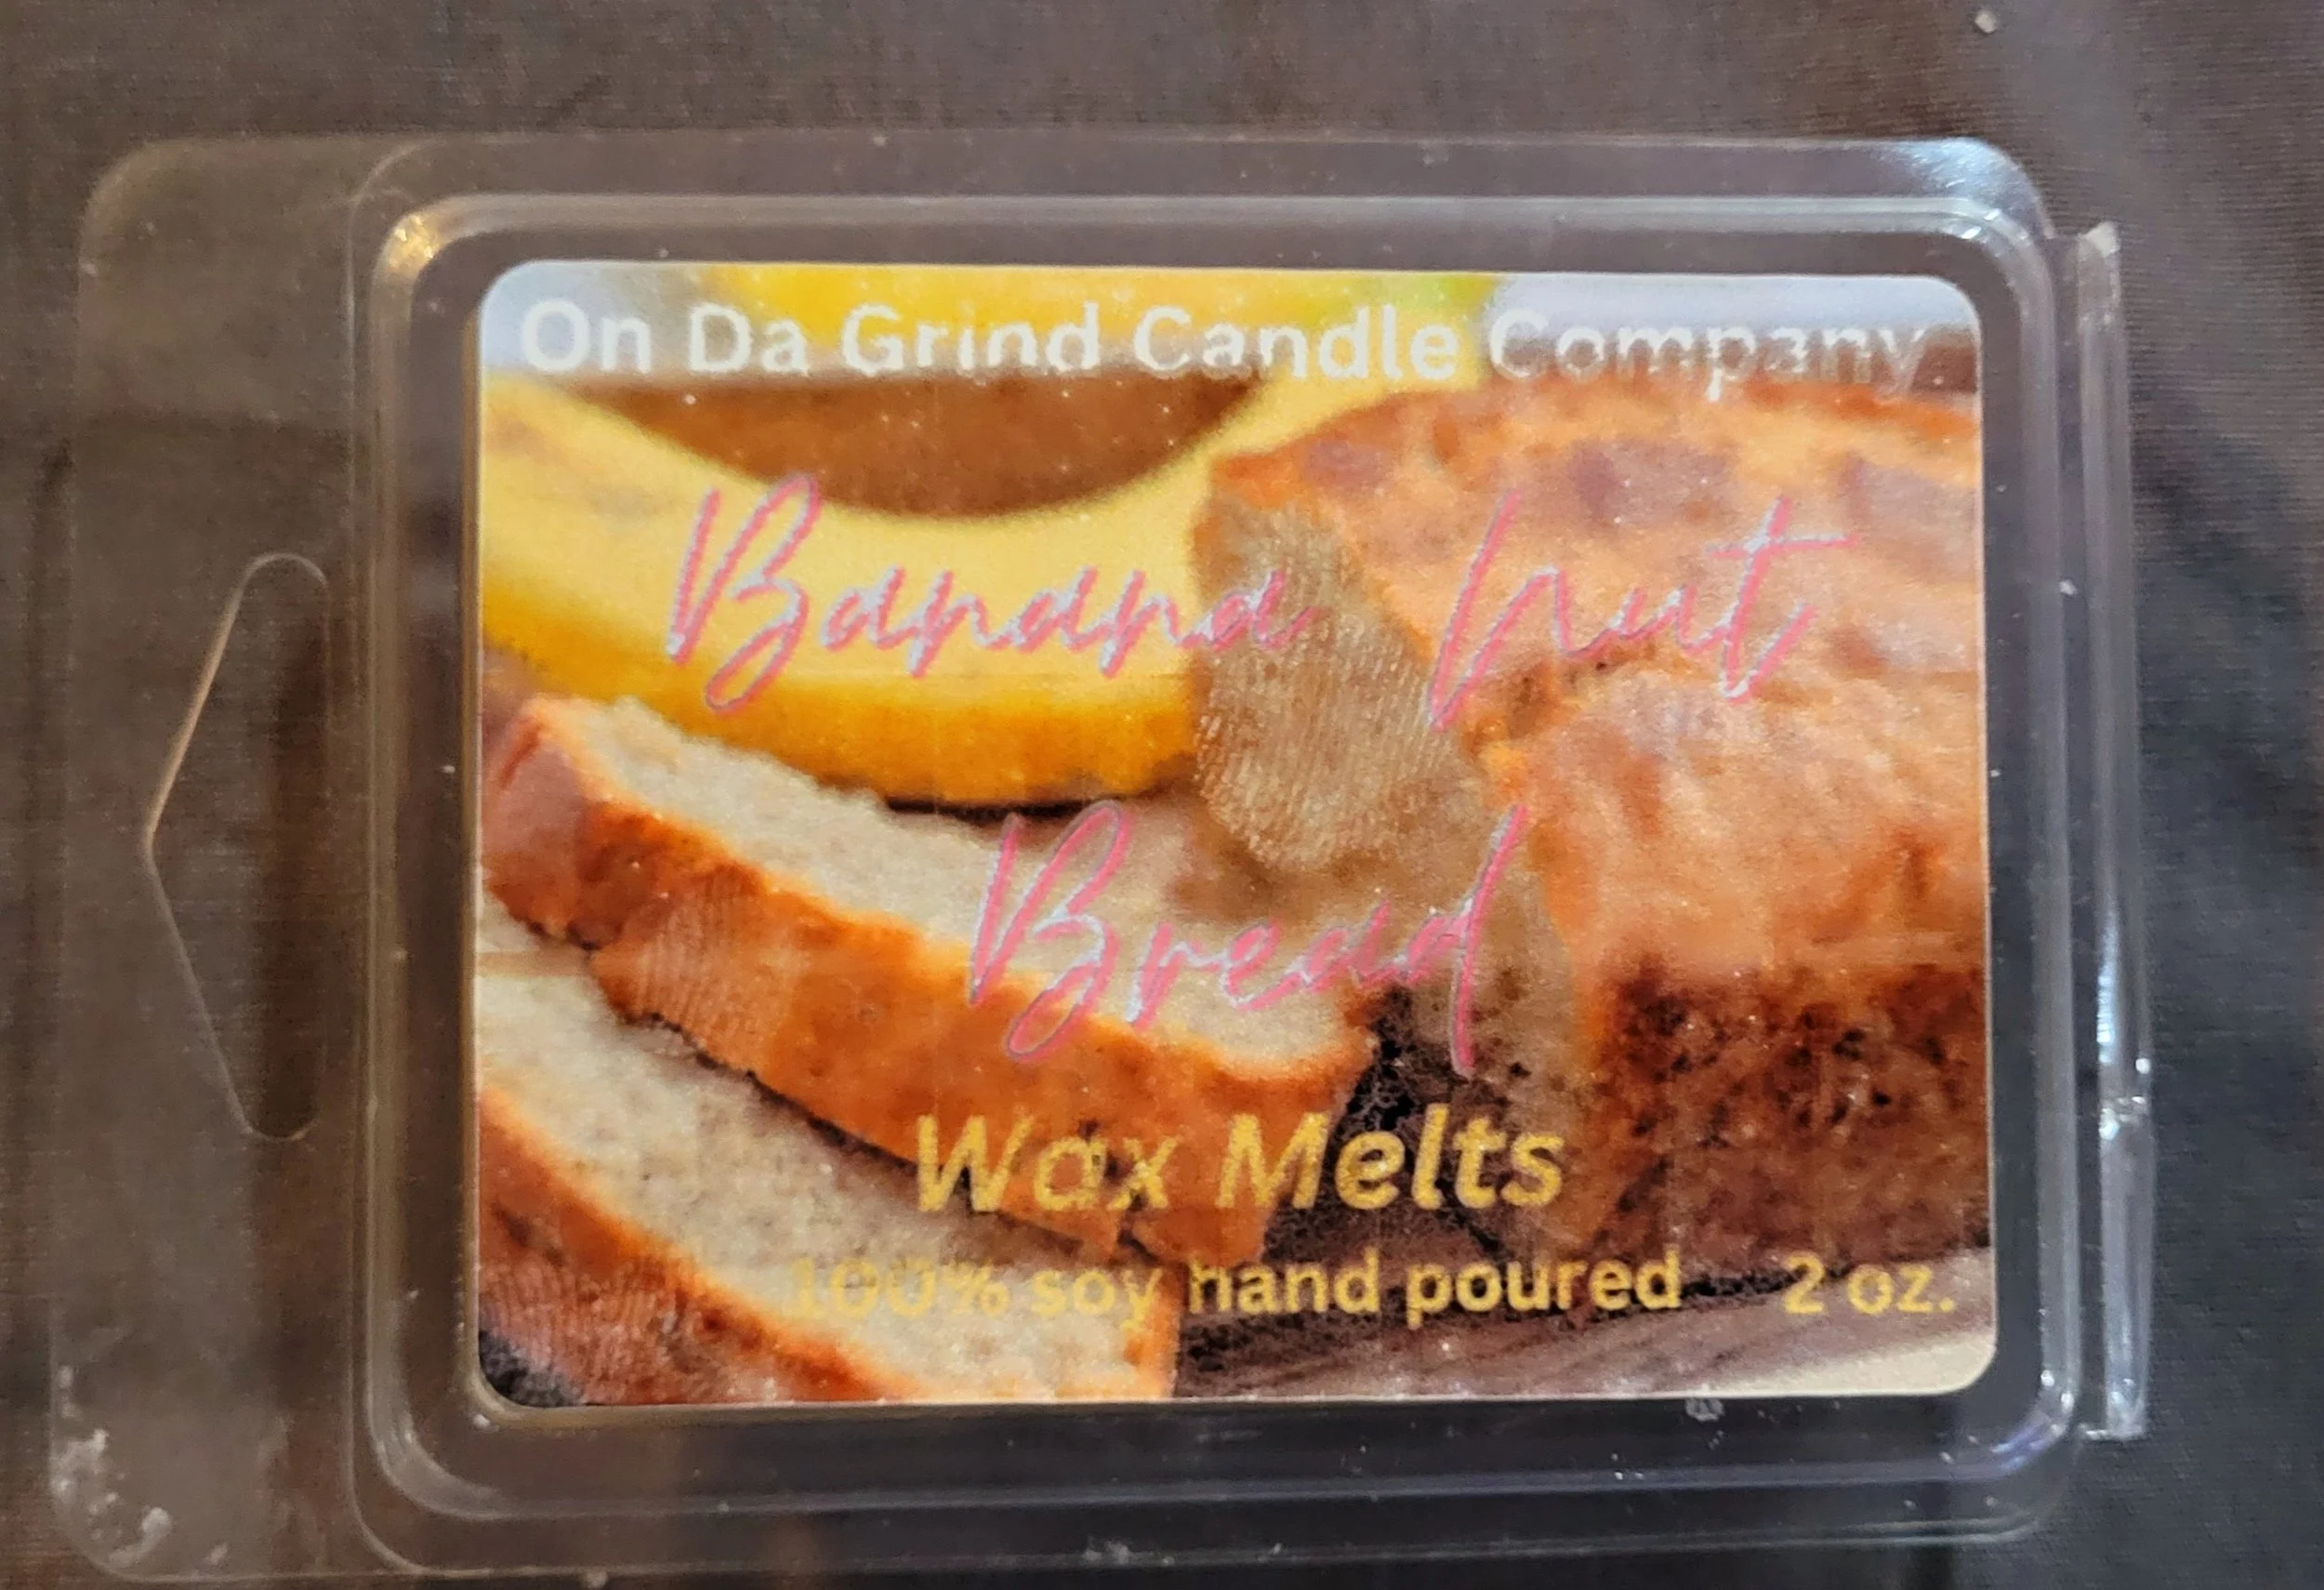 On Da Grind Candle Company
Banana Nut
Bread
Wax Melts
100% soy hand poured 2 oz.